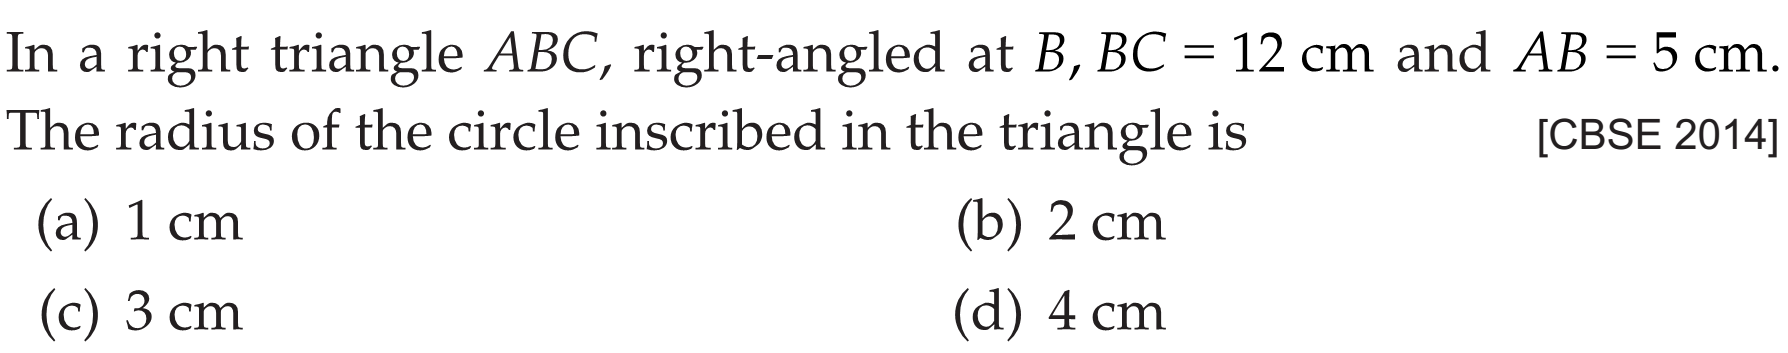 In a right triangle ABC, right-angled at B, BC = 12 cm and AB = 5 cm.
The radius of the circle inscribed in the triangle is [CBSE 2014]
(a) 1 cm (b) 2 cm
(c) 3 cm (d) 4 cm